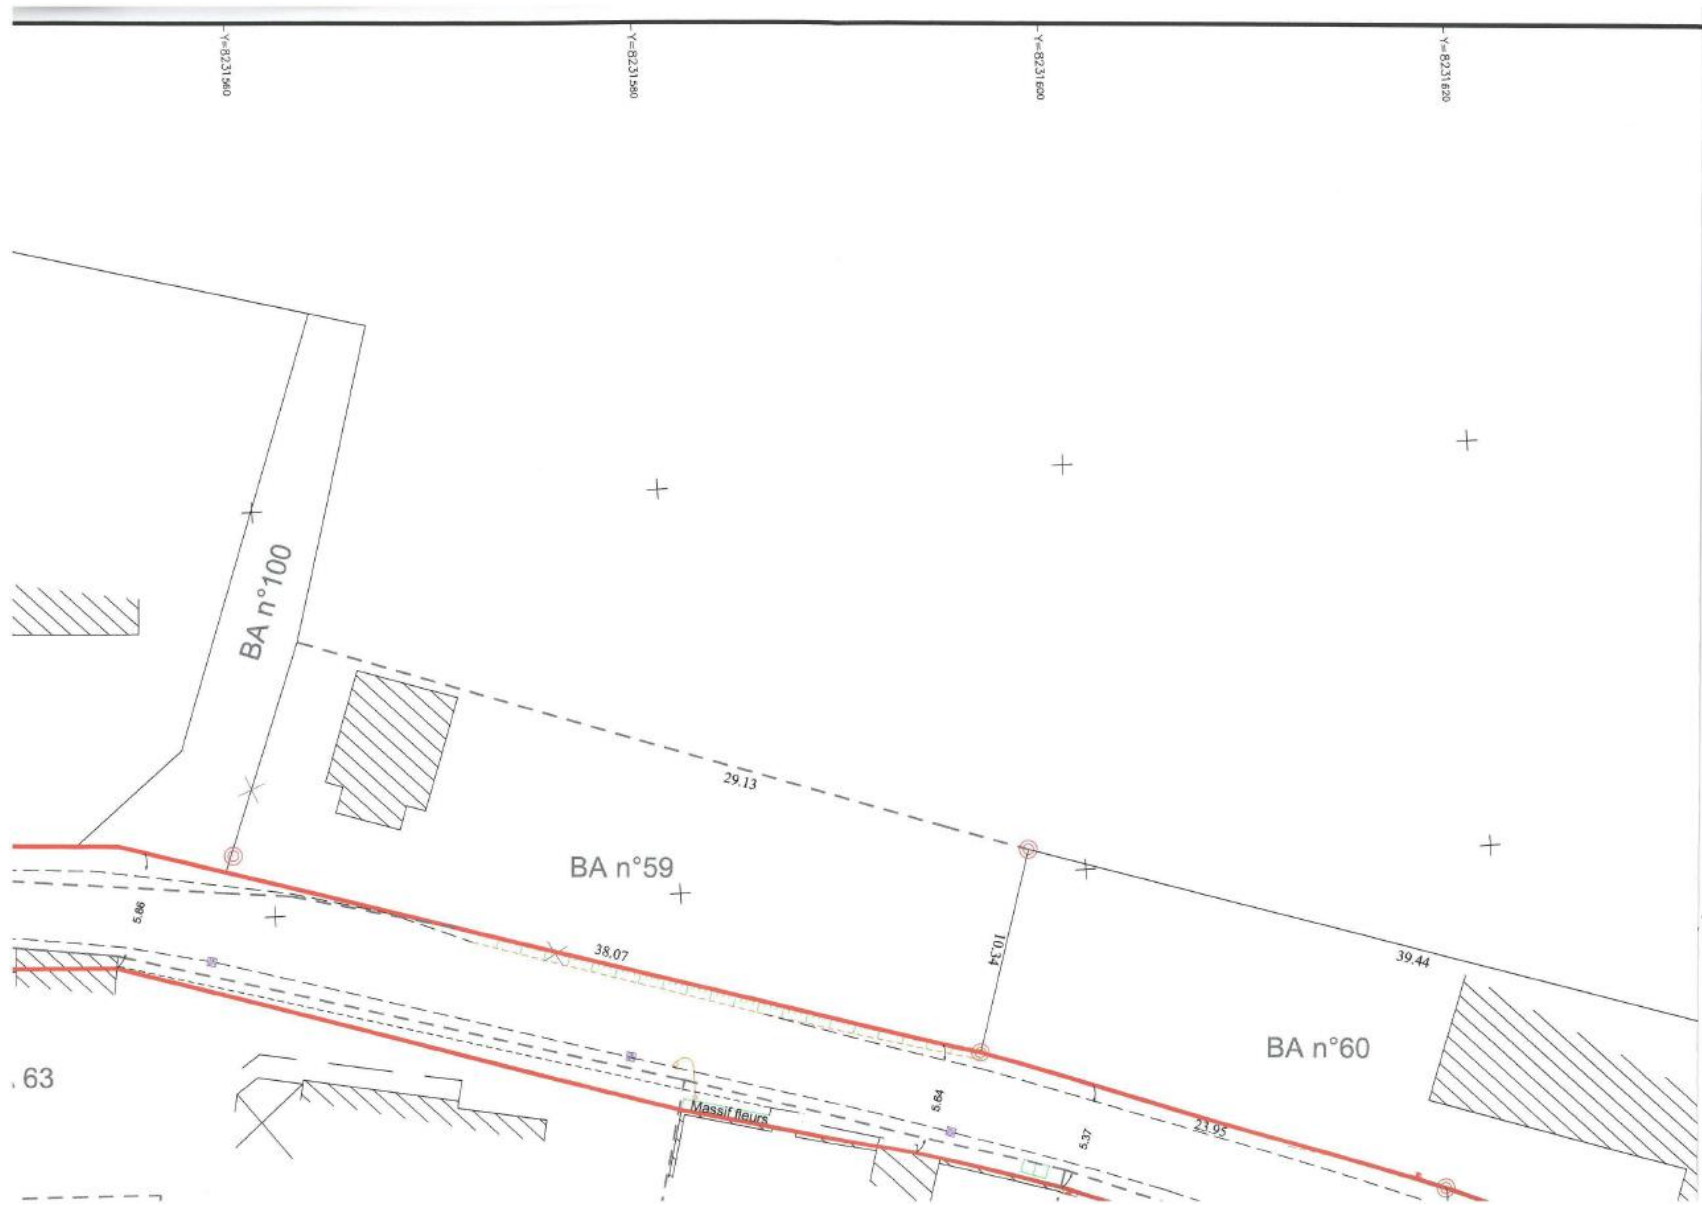 Y=8231560
Y=8231580
Y=8231600
Y=8231620
BA n°100
29.13
BA n°59
5.86
38.07
10.34
39.44
BA n°60
63
5.64
Massif fleurs
5.37
23.95